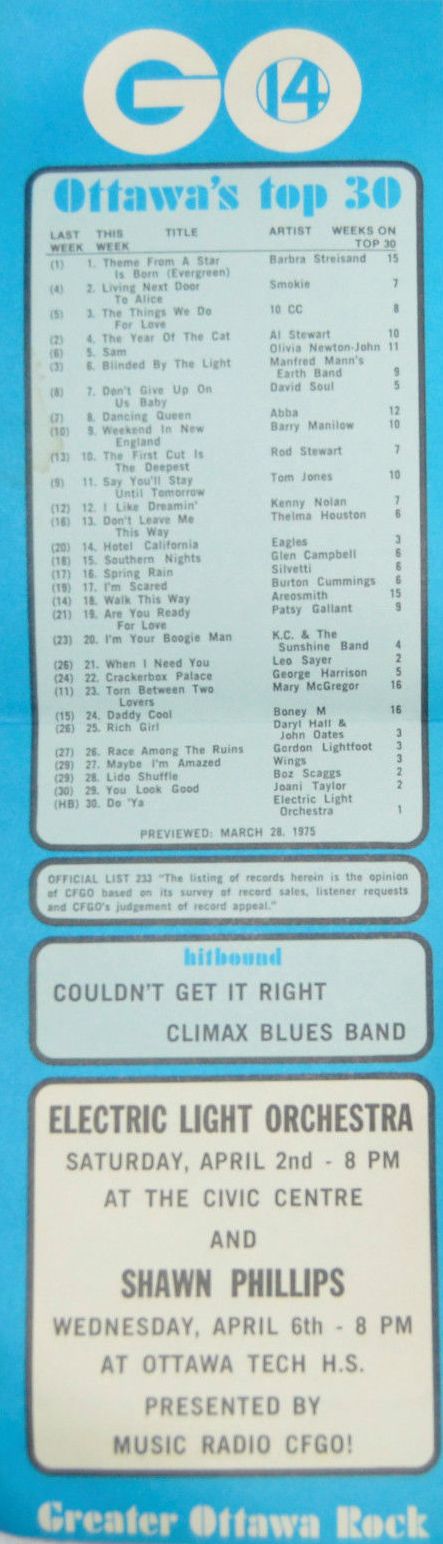 GO 14
Ottawa's top 30
LAST WEEK THIS WEEK TITLE ARTIST WEEKS ON TOP 30
(1) 1. Theme From A Star Is Born (Evergreen) Barbra Streisand 15
(4) 2. Living Next Door To Alice Smokie 7
(5) 3. The Things We Do For Love 10 CC 8
(2) 4. The Year Of The Cat Al Stewart 10
(6) 5. Sam Olivia Newton-John 11
(3) 6. Blinded By The Light Manfred Mann's Earth Band 9
(8) 7. Don't Give Up On Us Baby David Soul 5
(7) 8. Dancing Queen Abba 12
(10) 9. Weekend In New England Barry Manilow 10
(13) 10. The First Cut Is The Deepest Rod Stewart 7
(9) 11. Say You'll Stay Until Tomorrow Tom Jones 10
(12) 12. I Like Dreamin' Kenny Nolan 7
(16) 13. Don't Leave Me This Way Thelma Houston 6
(20) 14. Hotel California Eagles 3
(18) 15. Southern Nights Glen Campbell 6
(17) 16. Spring Rain Silvetti 6
(19) 17. I'm Scared Burton Cummings 6
(14) 18. Walk This Way Areosmith 15
(21) 19. Are You Ready For Love Patsy Gallant 9
(23) 20. I'm Your Boogie Man K.C. & The Sunshine Band 4
(26) 21. When I Need You Leo Sayer 2
(24) 22. Crackerbox Palace George Harrison 5
(11) 23. Torn Between Two Lovers Mary McGregor 16
(15) 24. Daddy Cool Boney M 16
(26) 25. Rich Girl Daryl Hall & John Oates 3
(27) 26. Race Among The Ruins Gordon Lightfoot 3
(29) 27. Maybe I'm Amazed Wings 3
(29) 28. Lido Shuffle Boz Scaggs 2
(30) 29. You Look Good Joani Taylor 2
(HB) 30. Do 'Ya Electric Light Orchestra 1
PREVIEWED: MARCH 28, 1975
OFFICIAL LIST 233 "The listing of records herein is the opinion
of CFGO based on its survey of record sales, listener requests
and CFGO's judgement of record appeal."
hitbound
COULDN'T GET IT RIGHT
CLIMAX BLUES BAND
ELECTRIC LIGHT ORCHESTRA
SATURDAY, APRIL 2nd - 8 PM
AT THE CIVIC CENTRE
AND
SHAWN PHILLIPS
WEDNESDAY, APRIL 6th - 8 PM
AT OTTAWA TECH H.S.
PRESENTED BY
MUSIC RADIO CFGO!
Greater Ottawa Rock